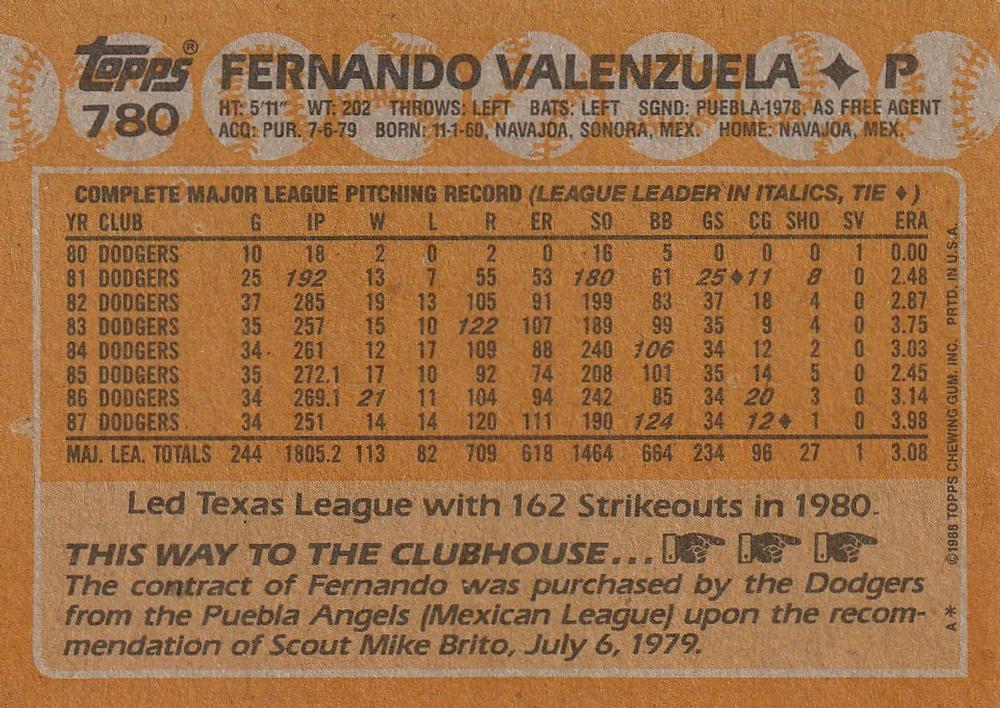 Topps® FERNANDO VALENZUELA ✦ P
780 HT: 5'11" WT: 202 THROWS: LEFT BATS: LEFT SGND: PUEBLA-1978, AS FREE AGENT
ACQ: PUR. 7-6-79 BORN: 11-1-60, NAVAJOA, SONORA, MEX. HOME: NAVAJOA, MEX.
COMPLETE MAJOR LEAGUE PITCHING RECORD (LEAGUE LEADER IN ITALICS, TIE ♦)
YR CLUB G IP W L R ER SO BB GS CG SHO SV ERA
80 DODGERS 10 18 2 0 2 0 16 5 0 0 0 1 0.00
81 DODGERS 25 192 13 7 55 53 180 61 25♦ 11 8 0 2.48
82 DODGERS 37 285 19 13 105 91 199 83 37 18 4 0 2.87
83 DODGERS 35 257 15 10 122 107 189 99 35 9 4 0 3.75
84 DODGERS 34 261 12 17 109 88 240 106 34 12 2 0 3.03
85 DODGERS 35 272.1 17 10 92 74 208 101 35 14 5 0 2.45
86 DODGERS 34 269.1 21 11 104 94 242 85 34 20 3 0 3.14
87 DODGERS 34 251 14 14 120 111 190 124 34 12♦ 1 0 3.98
MAJ. LEA. TOTALS 244 1805.2 113 82 709 618 1464 664 234 96 27 1 3.08
Led Texas League with 162 Strikeouts in 1980.
THIS WAY TO THE CLUBHOUSE...
The contract of Fernando was purchased by the Dodgers
from the Puebla Angels (Mexican League) upon the recom-
mendation of Scout Mike Brito, July 6, 1979.
A* ©1988 TOPPS CHEWING GUM, INC. PRTD. IN U.S.A.